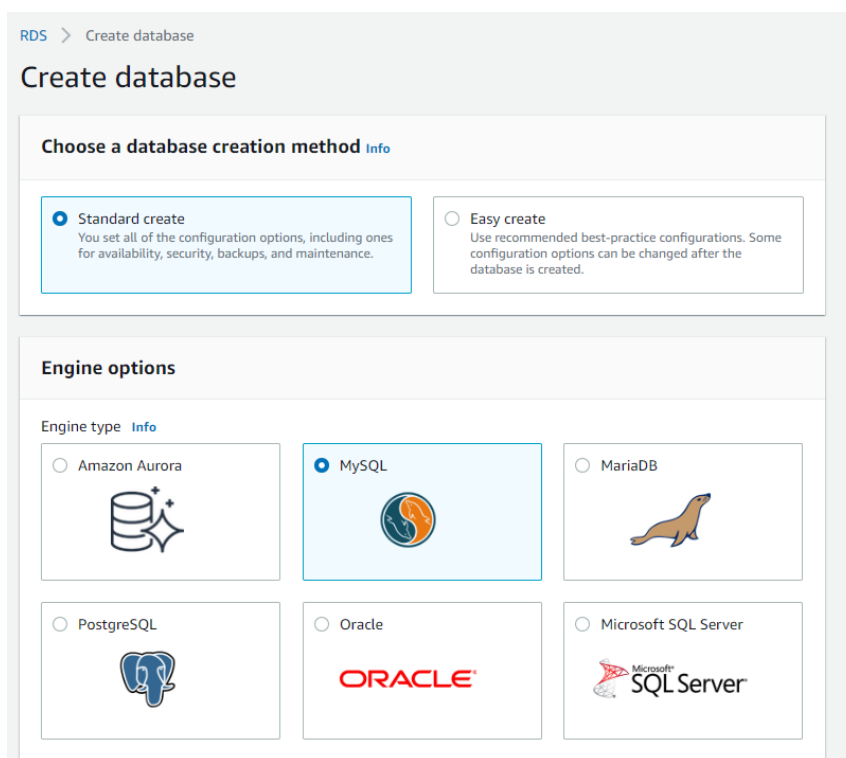 RDS > Create database
Create database
Choose a database creation method Info
Standard create
You set all of the configuration options, including ones
for availability, security, backups, and maintenance.
Easy create
Use recommended best-practice configurations. Some
configuration options can be changed after the
database is created.
Engine options
Engine type Info
Amazon Aurora
MySQL
MariaDB
PostgreSQL
Oracle
ORACLE
Microsoft SQL Server
Microsoft
SQL Server